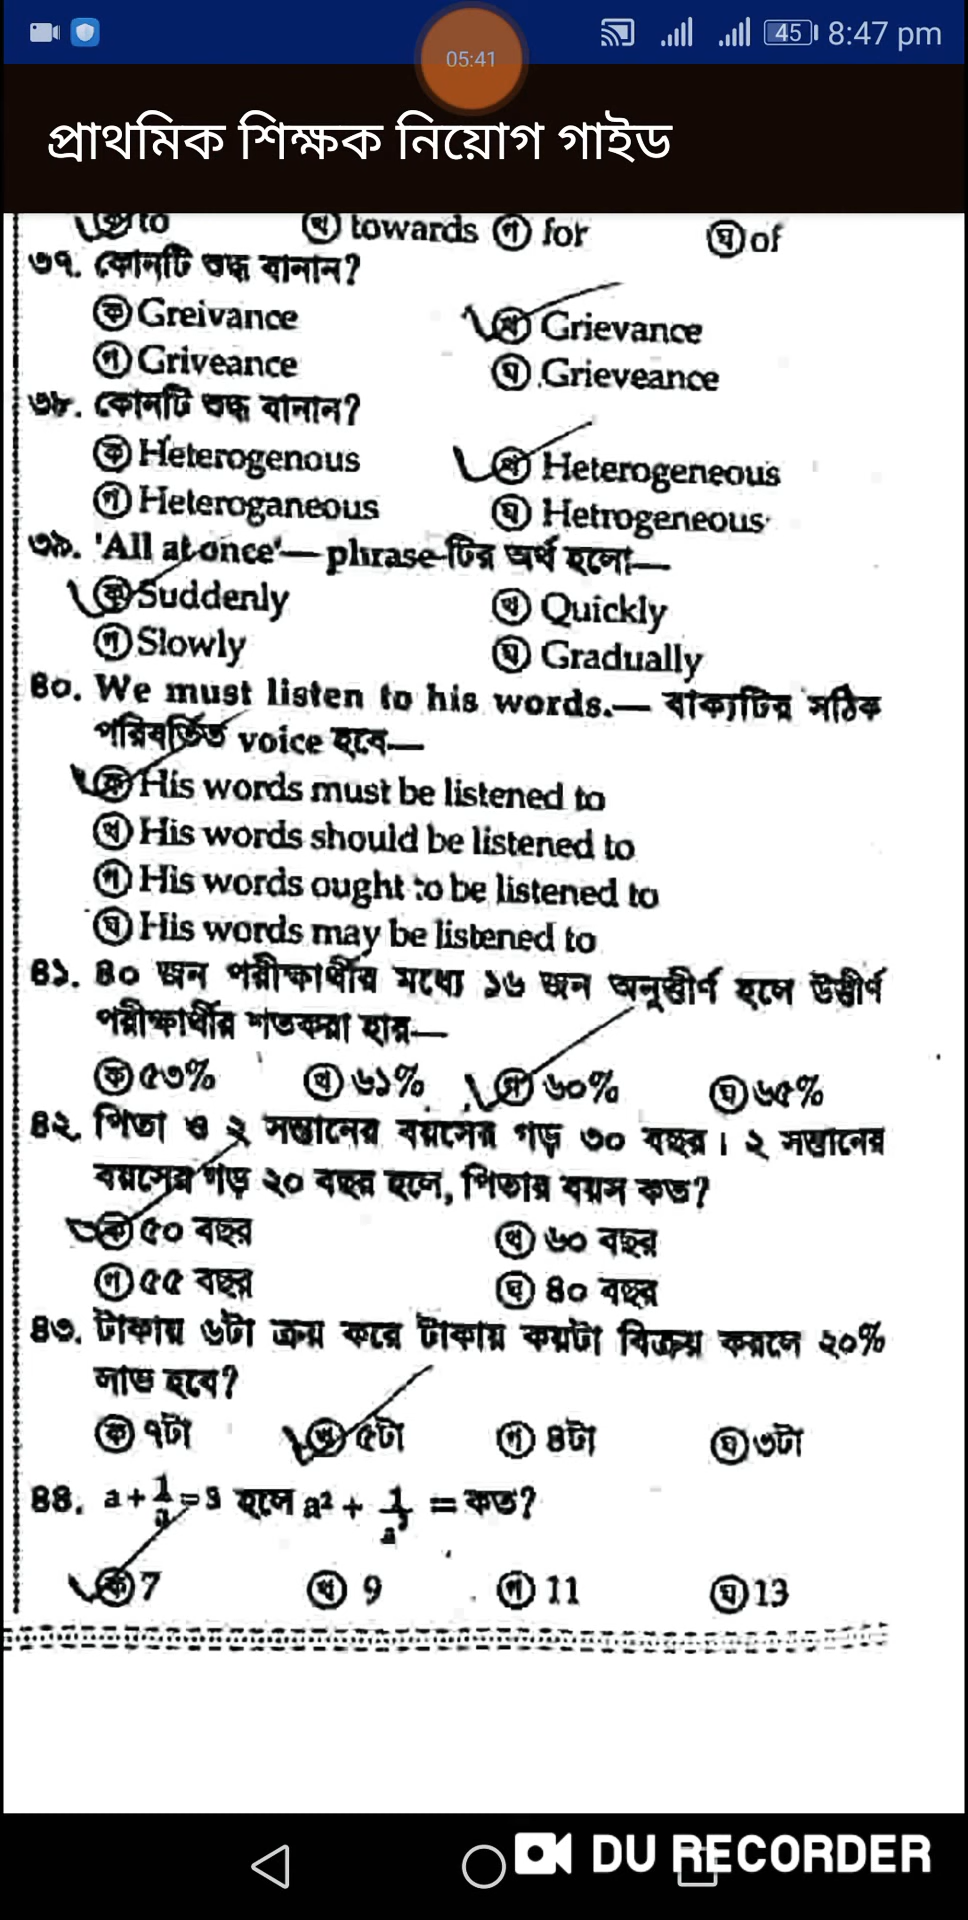 05:41
45 8:47 pm
প্রাথমিক শিক্ষক নিয়োগ গাইড
ক to খ towards গ for ঘ of
৩৭. কোনটি শুদ্ধ বানান?
ক Greivance খ Grievance
গ Griveance ঘ Grieveance
৩৮. কোনটি শুদ্ধ বানান?
ক Heterogenous খ Heterogeneous
গ Heteroganeous ঘ Hetrogeneous
৩৯. 'All at once'— phrase-টির অর্থ হলো—
ক Suddenly খ Quickly
গ Slowly ঘ Gradually
৪০. We must listen to his words.— বাক্যটির সঠিক
পরিবর্তিত voice হবে—
ক His words must be listened to
খ His words should be listened to
গ His words ought to be listened to
ঘ His words may be listened to
৪১. ৪০ জন পরীক্ষার্থীর মধ্যে ১৬ জন অনুত্তীর্ণ হলে উত্তীর্ণ
পরীক্ষার্থীর শতকরা হার—
ক ৫৩% খ ৬১% গ ৬০% ঘ ৬৫%
৪২. পিতা ও ২ সন্তানের বয়সের গড় ৩০ বছর। ২ সন্তানের
বয়সের গড় ২০ বছর হলে, পিতার বয়স কত?
ক ৫০ বছর খ ৬০ বছর
গ ৫৫ বছর ঘ ৪০ বছর
৪৩. টাকায় ৬টা ক্রয় করে টাকায় কয়টা বিক্রয় করলে ২০%
লাভ হবে?
ক ৭টা খ ৫টা গ ৪টা ঘ ৩টা
৪৪. a + 1/a = হলে a² + 1/a² = কত?
ক 7 খ 9 গ 11 ঘ 13
DU RECORDER